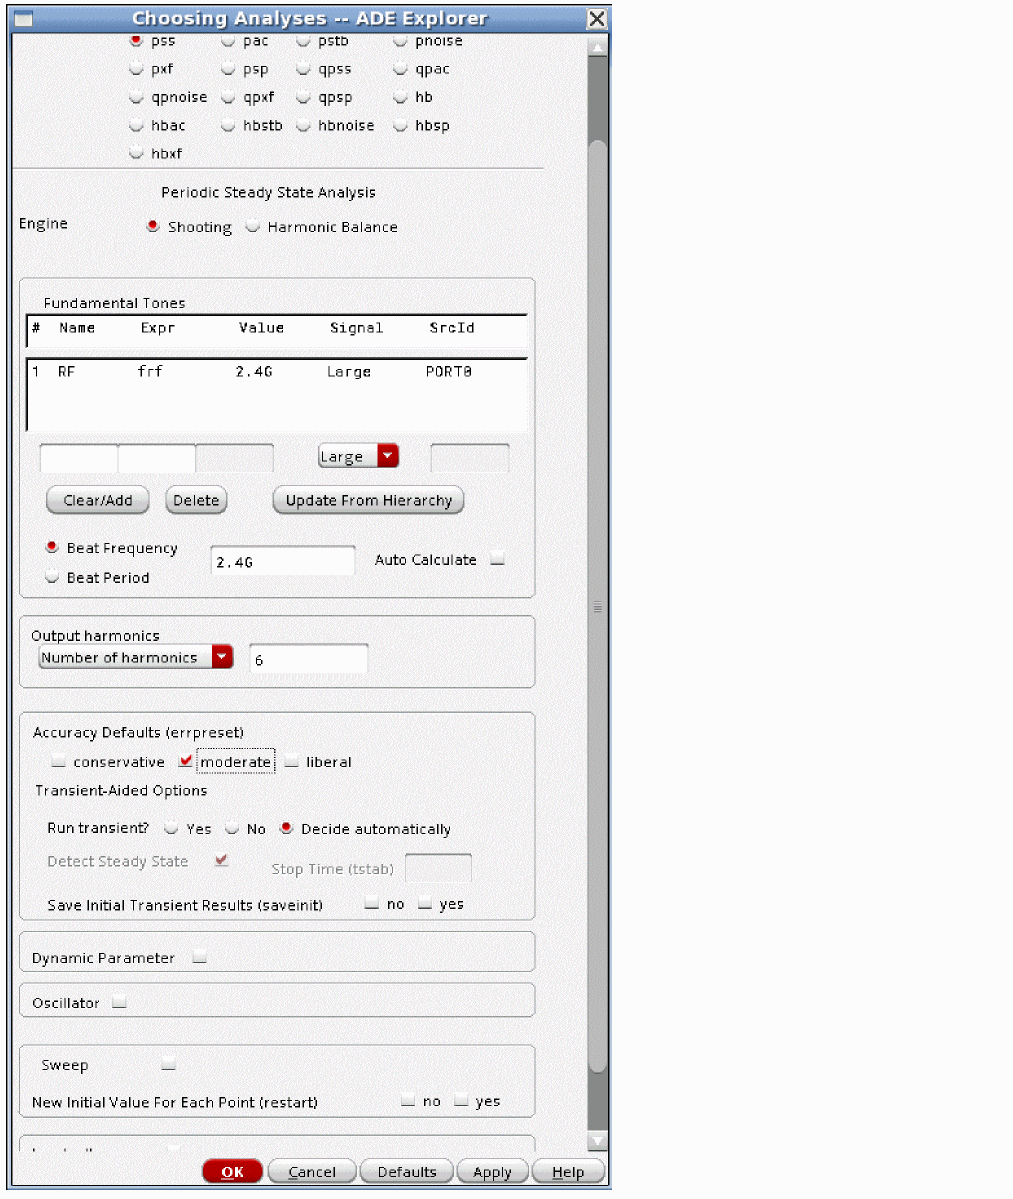 Choosing Analyses -- ADE Explorer
pss pac pstb pnoise
pxf psp qpss qpac
qpnoise qpxf qpsp hb
hbac hbstb hbnoise hbsp
hbxf
Periodic Steady State Analysis
Engine Shooting Harmonic Balance
Fundamental Tones
# Name Expr Value Signal SrcId
1 RF frf 2.4G Large PORT0
Large
Clear/Add Delete Update From Hierarchy
Beat Frequency
2.4G Auto Calculate
Beat Period
Output harmonics
Number of harmonics 6
Accuracy Defaults (errpreset)
conservative moderate liberal
Transient-Aided Options
Run transient? Yes No Decide automatically
Detect Steady State Stop Time (tstab)
Save Initial Transient Results (saveinit) no yes
Dynamic Parameter
Oscillator
Sweep
New Initial Value For Each Point (restart) no yes
OK Cancel Defaults Apply Help